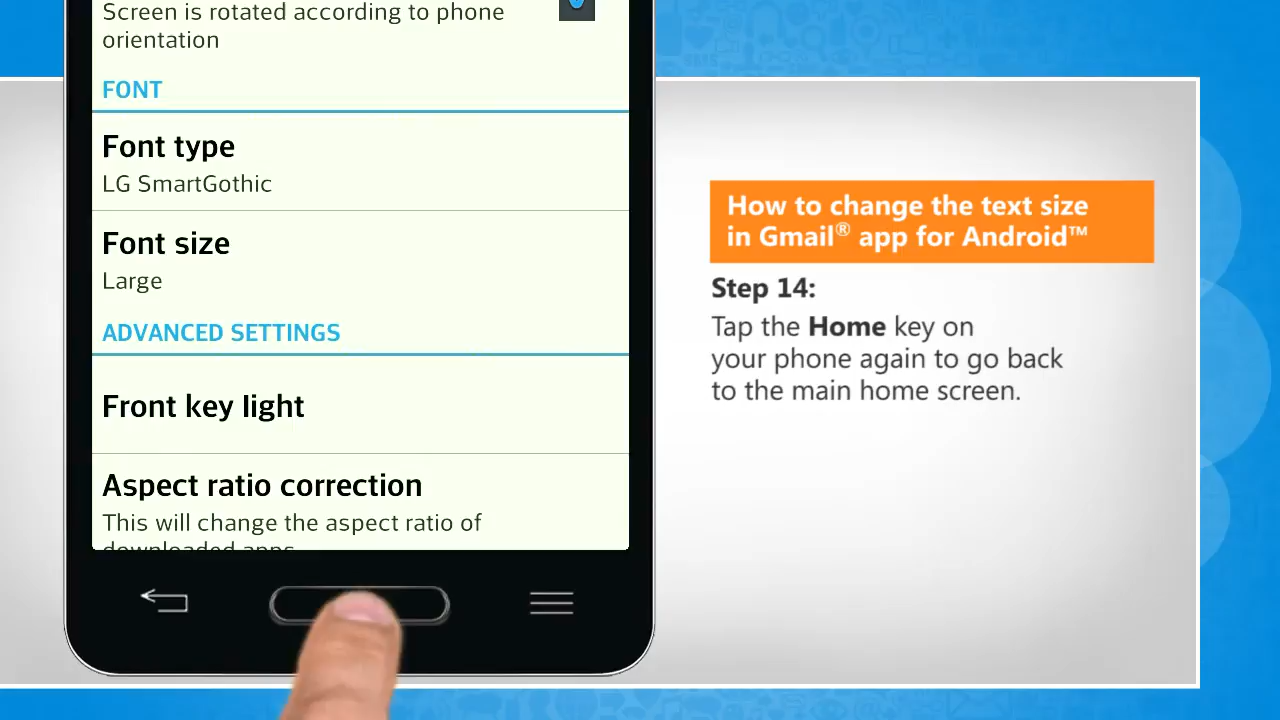 Screen is rotated according to phone
orientation
FONT
Font type
LG SmartGothic
Font size
Large
ADVANCED SETTINGS
Front key light
Aspect ratio correction
This will change the aspect ratio of
downloaded apps
How to change the text size
in Gmail® app for Android™
Step 14:
Tap the Home key on
your phone again to go back
to the main home screen.